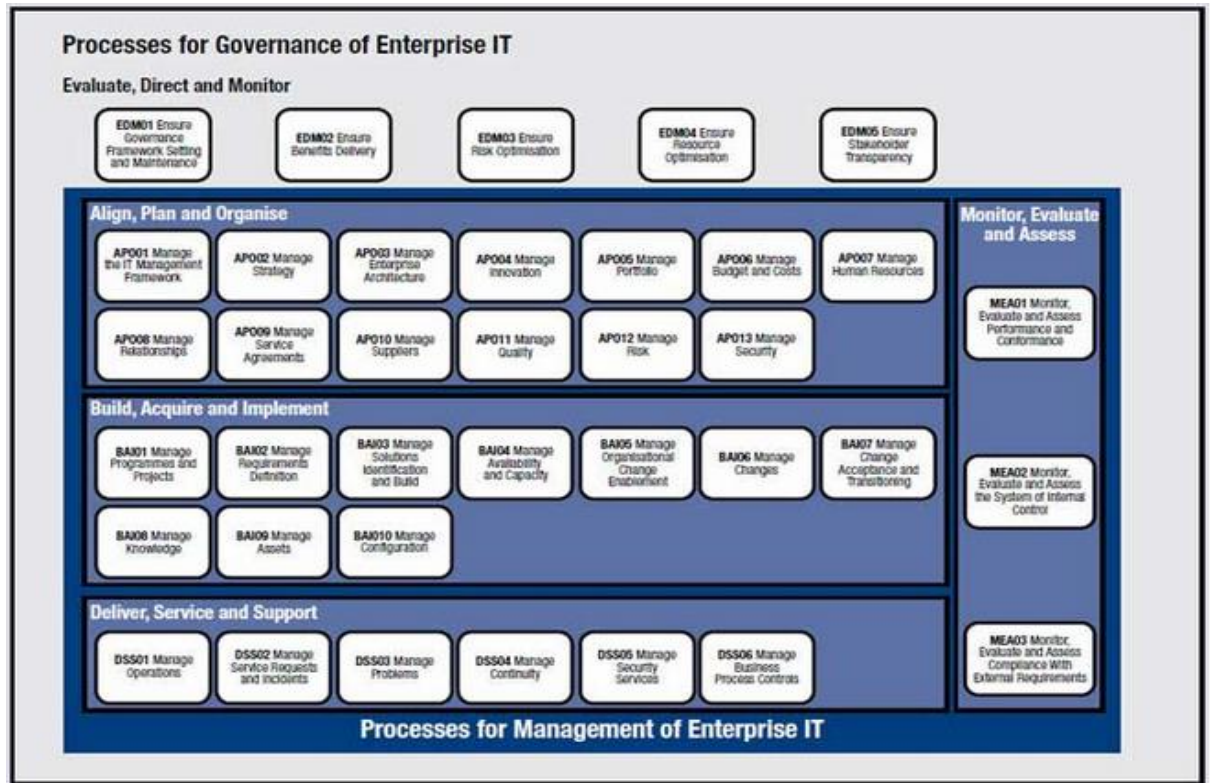 Processes for Governance of Enterprise IT
Evaluate, Direct and Monitor
EDM01 Ensure
Governance
Framework Setting
and Maintenance
EDM02 Ensure
Benefits Delivery
EDM03 Ensure
Risk Optimisation
EDM04 Ensure
Resource
Optimisation
EDM05 Ensure
Stakeholder
Transparency
Align, Plan and Organise
APO01 Manage
the IT Management
Framework
APO02 Manage
Strategy
APO03 Manage
Enterprise
Architecture
APO04 Manage
Innovation
APO05 Manage
Portfolio
APO06 Manage
Budget and Costs
APO07 Manage
Human Resources
APO08 Manage
Relationships
APO09 Manage
Service
Agreements
APO10 Manage
Suppliers
APO11 Manage
Quality
APO12 Manage
Risk
APO13 Manage
Security
Build, Acquire and Implement
BAI01 Manage
Programmes and
Projects
BAI02 Manage
Requirements
Definition
BAI03 Manage
Solutions
Identification
and Build
BAI04 Manage
Availability
and Capacity
BAI05 Manage
Organisational
Change
Enablement
BAI06 Manage
Changes
BAI07 Manage
Change
Acceptance and
Transitioning
BAI08 Manage
Knowledge
BAI09 Manage
Assets
BAI010 Manage
Configuration
Deliver, Service and Support
DSS01 Manage
Operations
DSS02 Manage
Service Requests
and Incidents
DSS03 Manage
Problems
DSS04 Manage
Continuity
DSS05 Manage
Security
Services
DSS06 Manage
Business
Process Controls
Monitor, Evaluate
and Assess
MEA01 Monitor,
Evaluate and Assess
Performance and
Conformance
MEA02 Monitor,
Evaluate and Assess
the System of Internal
Control
MEA03 Monitor,
Evaluate and Assess
Compliance With
External Requirements
Processes for Management of Enterprise IT